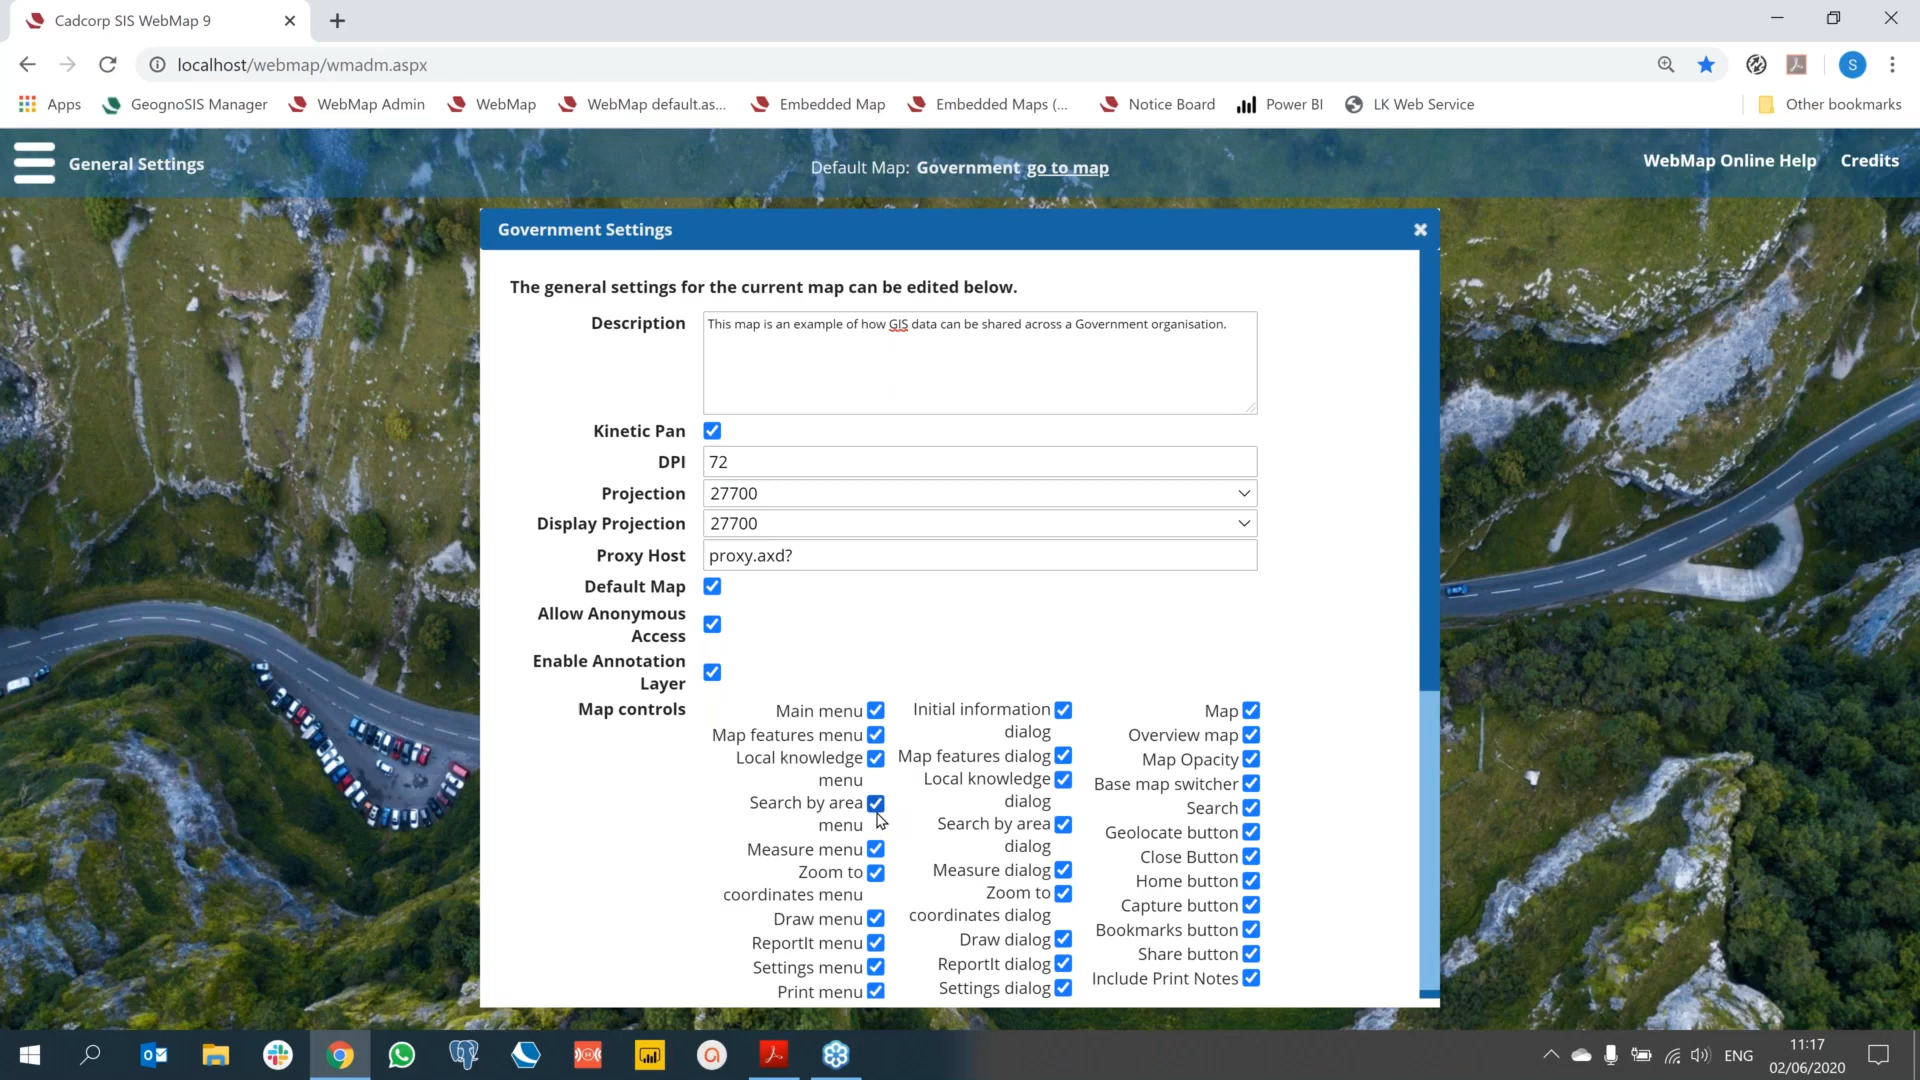 Cadcorp SIS WebMap 9
localhost/webmap/wmadm.aspx
S
Apps GeognoSIS Manager WebMap Admin WebMap WebMap default.as... Embedded Map Embedded Maps (... Notice Board Power BI LK Web Service Other bookmarks
General Settings Default Map: Government go to map WebMap Online Help Credits
Government Settings
The general settings for the current map can be edited below.
Description This map is an example of how GIS data can be shared across a Government organisation.
Kinetic Pan
DPI 72
Projection 27700
Display Projection 27700
Proxy Host proxy.axd?
Default Map
Allow Anonymous
Access
Enable Annotation
Layer
Map controls
Main menu
Map features menu
Local knowledge
menu
Search by area
menu
Measure menu
Zoom to
coordinates menu
Draw menu
ReportIt menu
Settings menu
Print menu
Initial information
dialog
Map features dialog
Local knowledge
dialog
Search by area
dialog
Measure dialog
Zoom to
coordinates dialog
Draw dialog
ReportIt dialog
Settings dialog
Map
Overview map
Map Opacity
Base map switcher
Search
Geolocate button
Close Button
Home button
Capture button
Bookmarks button
Share button
Include Print Notes
ENG
11:17
02/06/2020